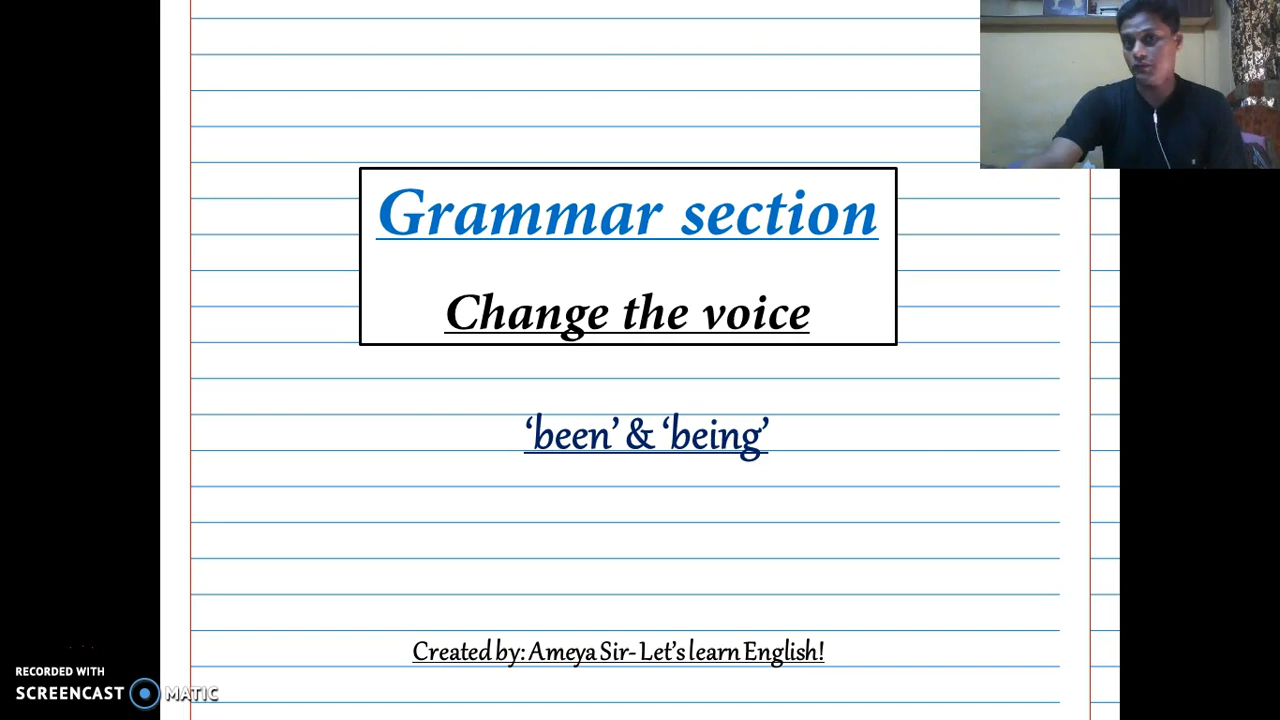 Grammar section
Change the voice
‘been’ & ‘being’
Created by: Ameya Sir- Let’s learn English!
RECORDED WITH
SCREENCAST MATIC